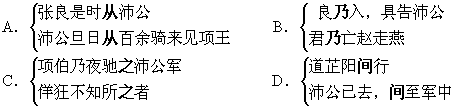 A. 张良是时从沛公
沛公旦日从百余骑来见项王
B. 良乃入,具告沛公
君乃亡赵走燕
C. 项伯乃夜驰之沛公军
佯狂不知所之者
D. 道芷阳间行
沛公已去,间至军中